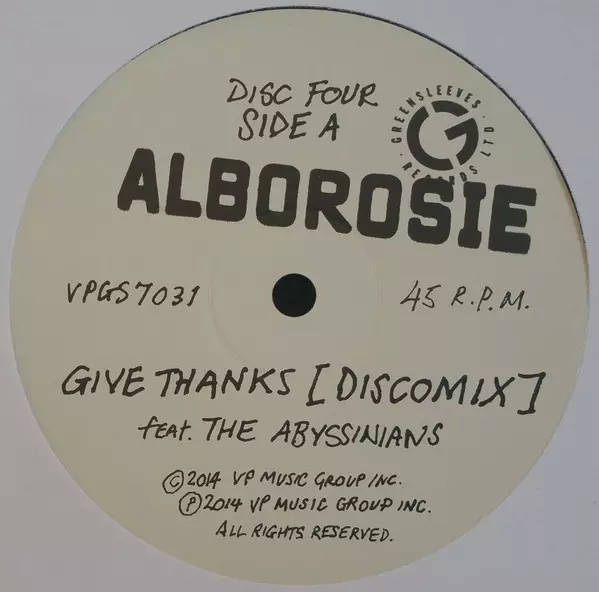 DISC FOUR
SIDE A
· GREENSLEEVES · RECORDS LTD
ALBOROSIE
VPGS7031
45 R.P.M.
GIVE THANKS [DISCOMIX]
feat. THE ABYSSINIANS
©2014 VP MUSIC GROUP INC.
℗2014 VP MUSIC GROUP INC.
ALL RIGHTS RESERVED.